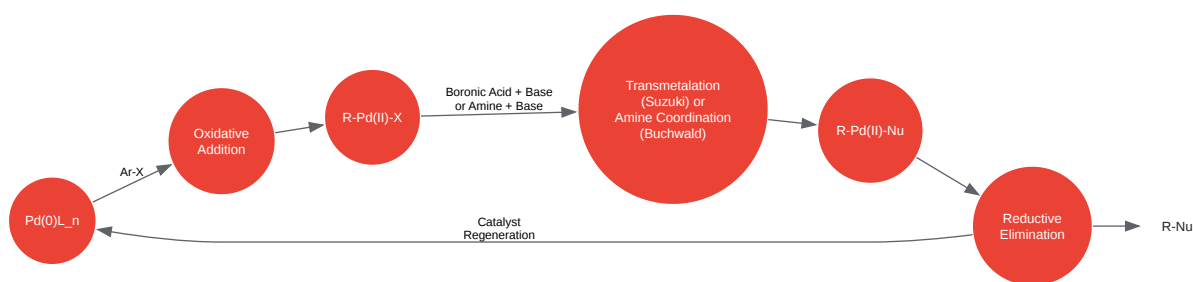 Pd(0)L_n
Ar-X
Oxidative
Addition
R-Pd(II)-X
Boronic Acid + Base
or Amine + Base
Transmetalation
(Suzuki) or
Amine Coordination
(Buchwald)
R-Pd(II)-Nu
Reductive
Elimination
R-Nu
Catalyst
Regeneration